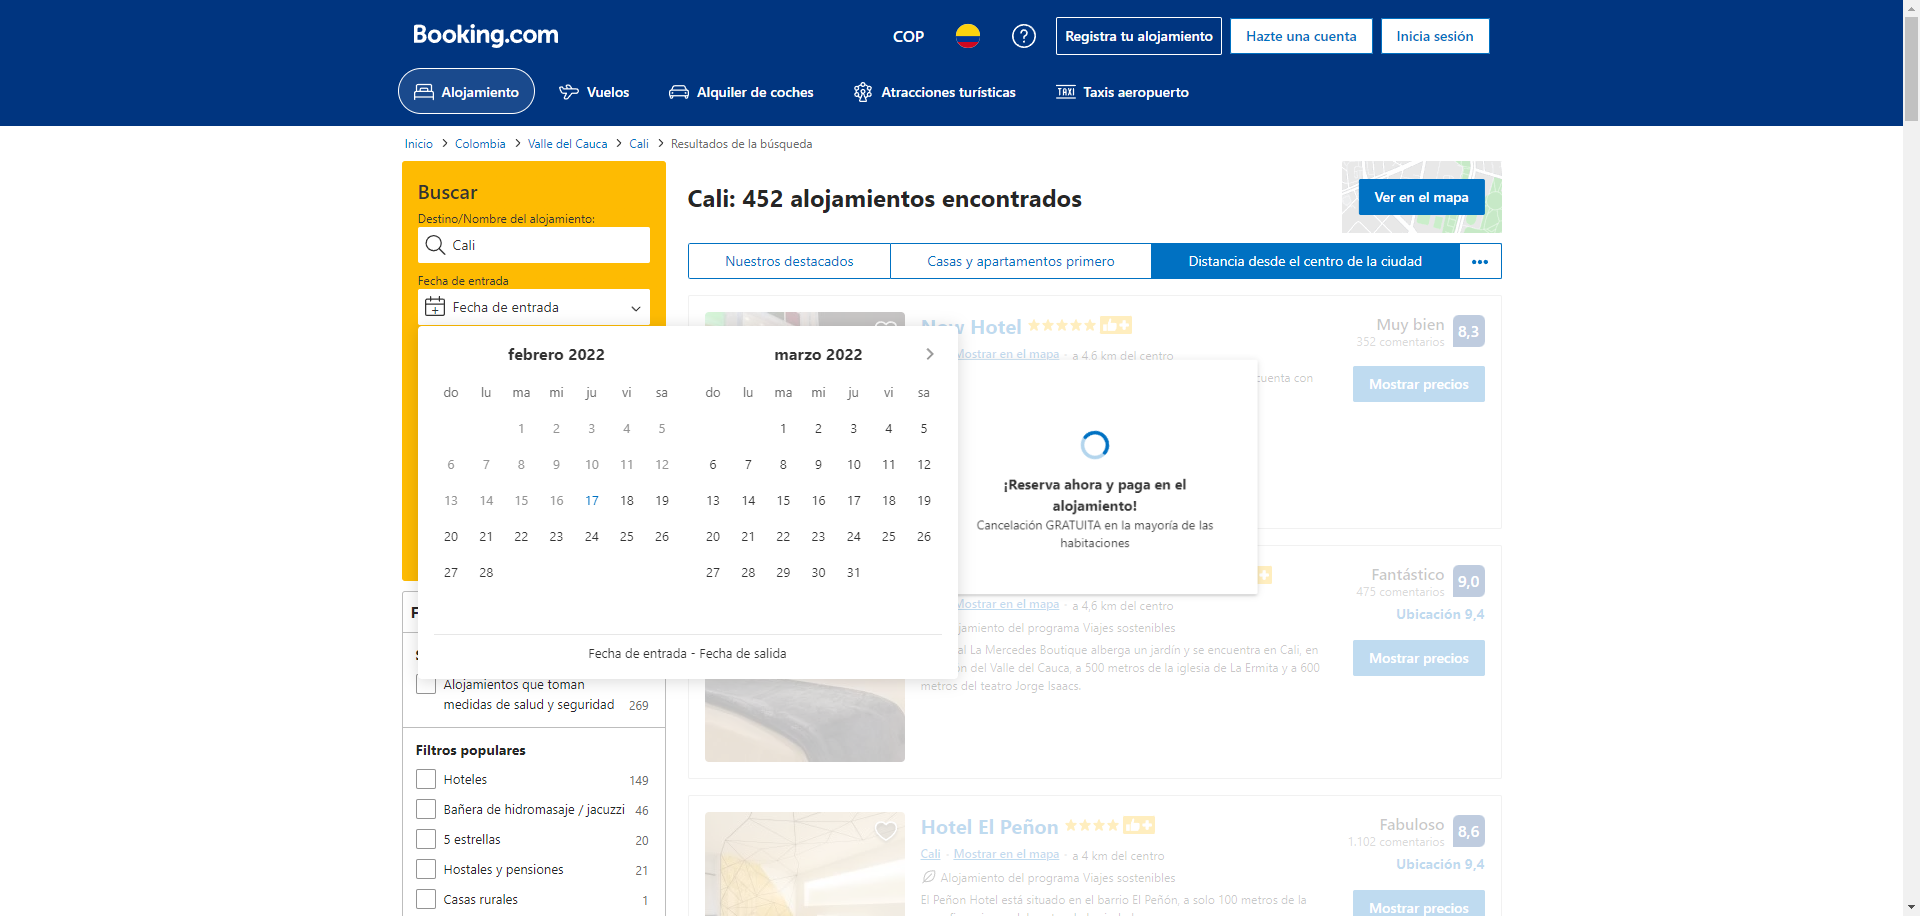 Booking.com
COP
Registra tu alojamiento
Hazte una cuenta
Inicia sesión
Alojamiento
Vuelos
Alquiler de coches
Atracciones turísticas
TAXI
Taxis aeropuerto
Inicio > Colombia > Valle del Cauca > Cali > Resultados de la búsqueda
Buscar
Destino/Nombre del alojamiento:
Cali
Fecha de entrada
Fecha de entrada
febrero 2022
do lu ma mi ju vi sa
1 2 3 4 5
6 7 8 9 10 11 12
13 14 15 16 17 18 19
20 21 22 23 24 25 26
27 28
marzo 2022
do lu ma mi ju vi sa
1 2 3 4 5
6 7 8 9 10 11 12
13 14 15 16 17 18 19
20 21 22 23 24 25 26
27 28 29 30 31
Fecha de entrada - Fecha de salida
Alojamientos que toman
medidas de salud y seguridad 269
Filtros populares
Hoteles 149
Bañera de hidromasaje / jacuzzi 46
5 estrellas 20
Hostales y pensiones 21
Casas rurales 1
Cali: 452 alojamientos encontrados
Ver en el mapa
Nuestros destacados
Casas y apartamentos primero
Distancia desde el centro de la ciudad
Now Hotel
Mostrar en el mapa · a 4.6 km del centro
cuenta con
Muy bien 8,3
352 comentarios
Mostrar precios
¡Reserva ahora y paga en el
alojamiento!
Cancelación GRATUITA en la mayoría de las
habitaciones
Mostrar en el mapa · a 4,6 km del centro
jamiento del programa Viajes sostenibles
al La Mercedes Boutique alberga un jardín y se encuentra en Cali, en
ón del Valle del Cauca, a 500 metros de la iglesia de La Ermita y a 600
metros del teatro Jorge Isaacs.
Fantástico 9,0
475 comentarios
Ubicación 9,4
Mostrar precios
Hotel El Peñon
Cali · Mostrar en el mapa · a 4 km del centro
Alojamiento del programa Viajes sostenibles
El Peñon Hotel está situado en el barrio El Peñón, a solo 100 metros de la
Fabuloso 8,6
1.102 comentarios
Ubicación 9,4
Mostrar precios